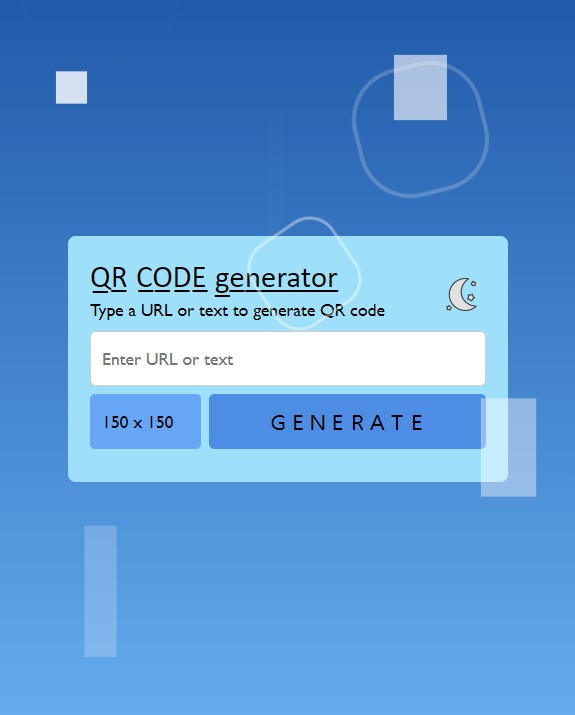 QR CODE generator
Type a URL or text to generate QR code
Enter URL or text
150 x 150
GENERATE